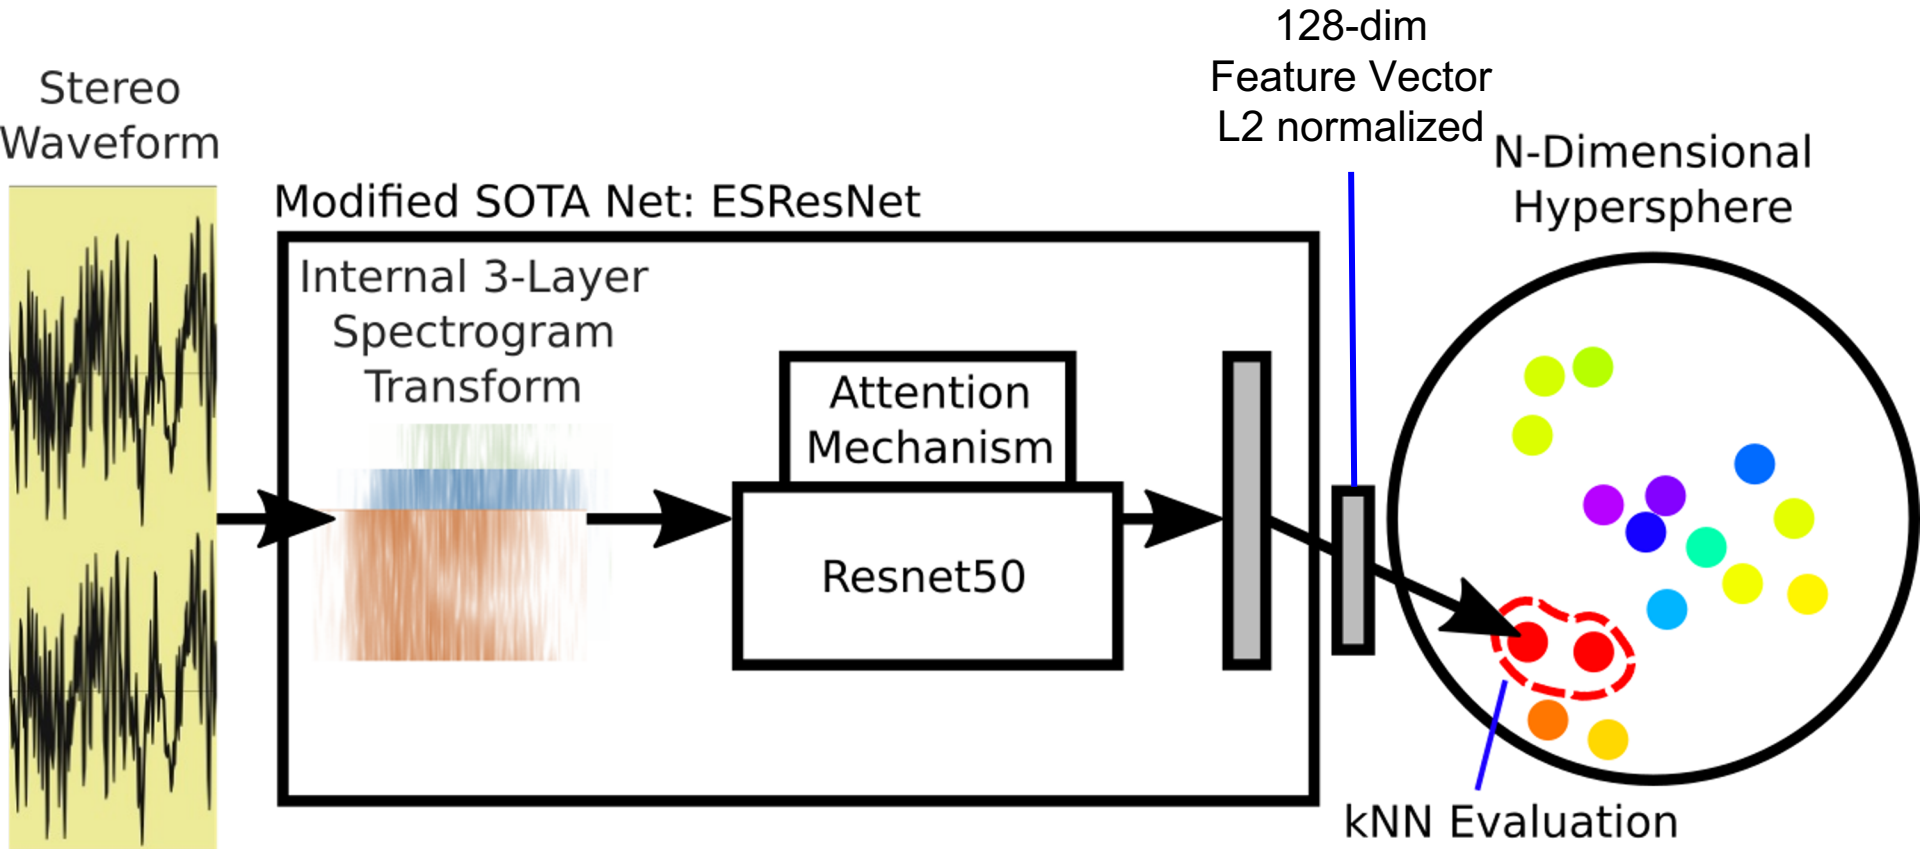 Stereo
Waveform
Modified SOTA Net: ESResNet
Internal 3-Layer
Spectrogram
Transform
Attention
Mechanism
Resnet50
128-dim
Feature Vector
L2 normalized
N-Dimensional
Hypersphere
kNN Evaluation